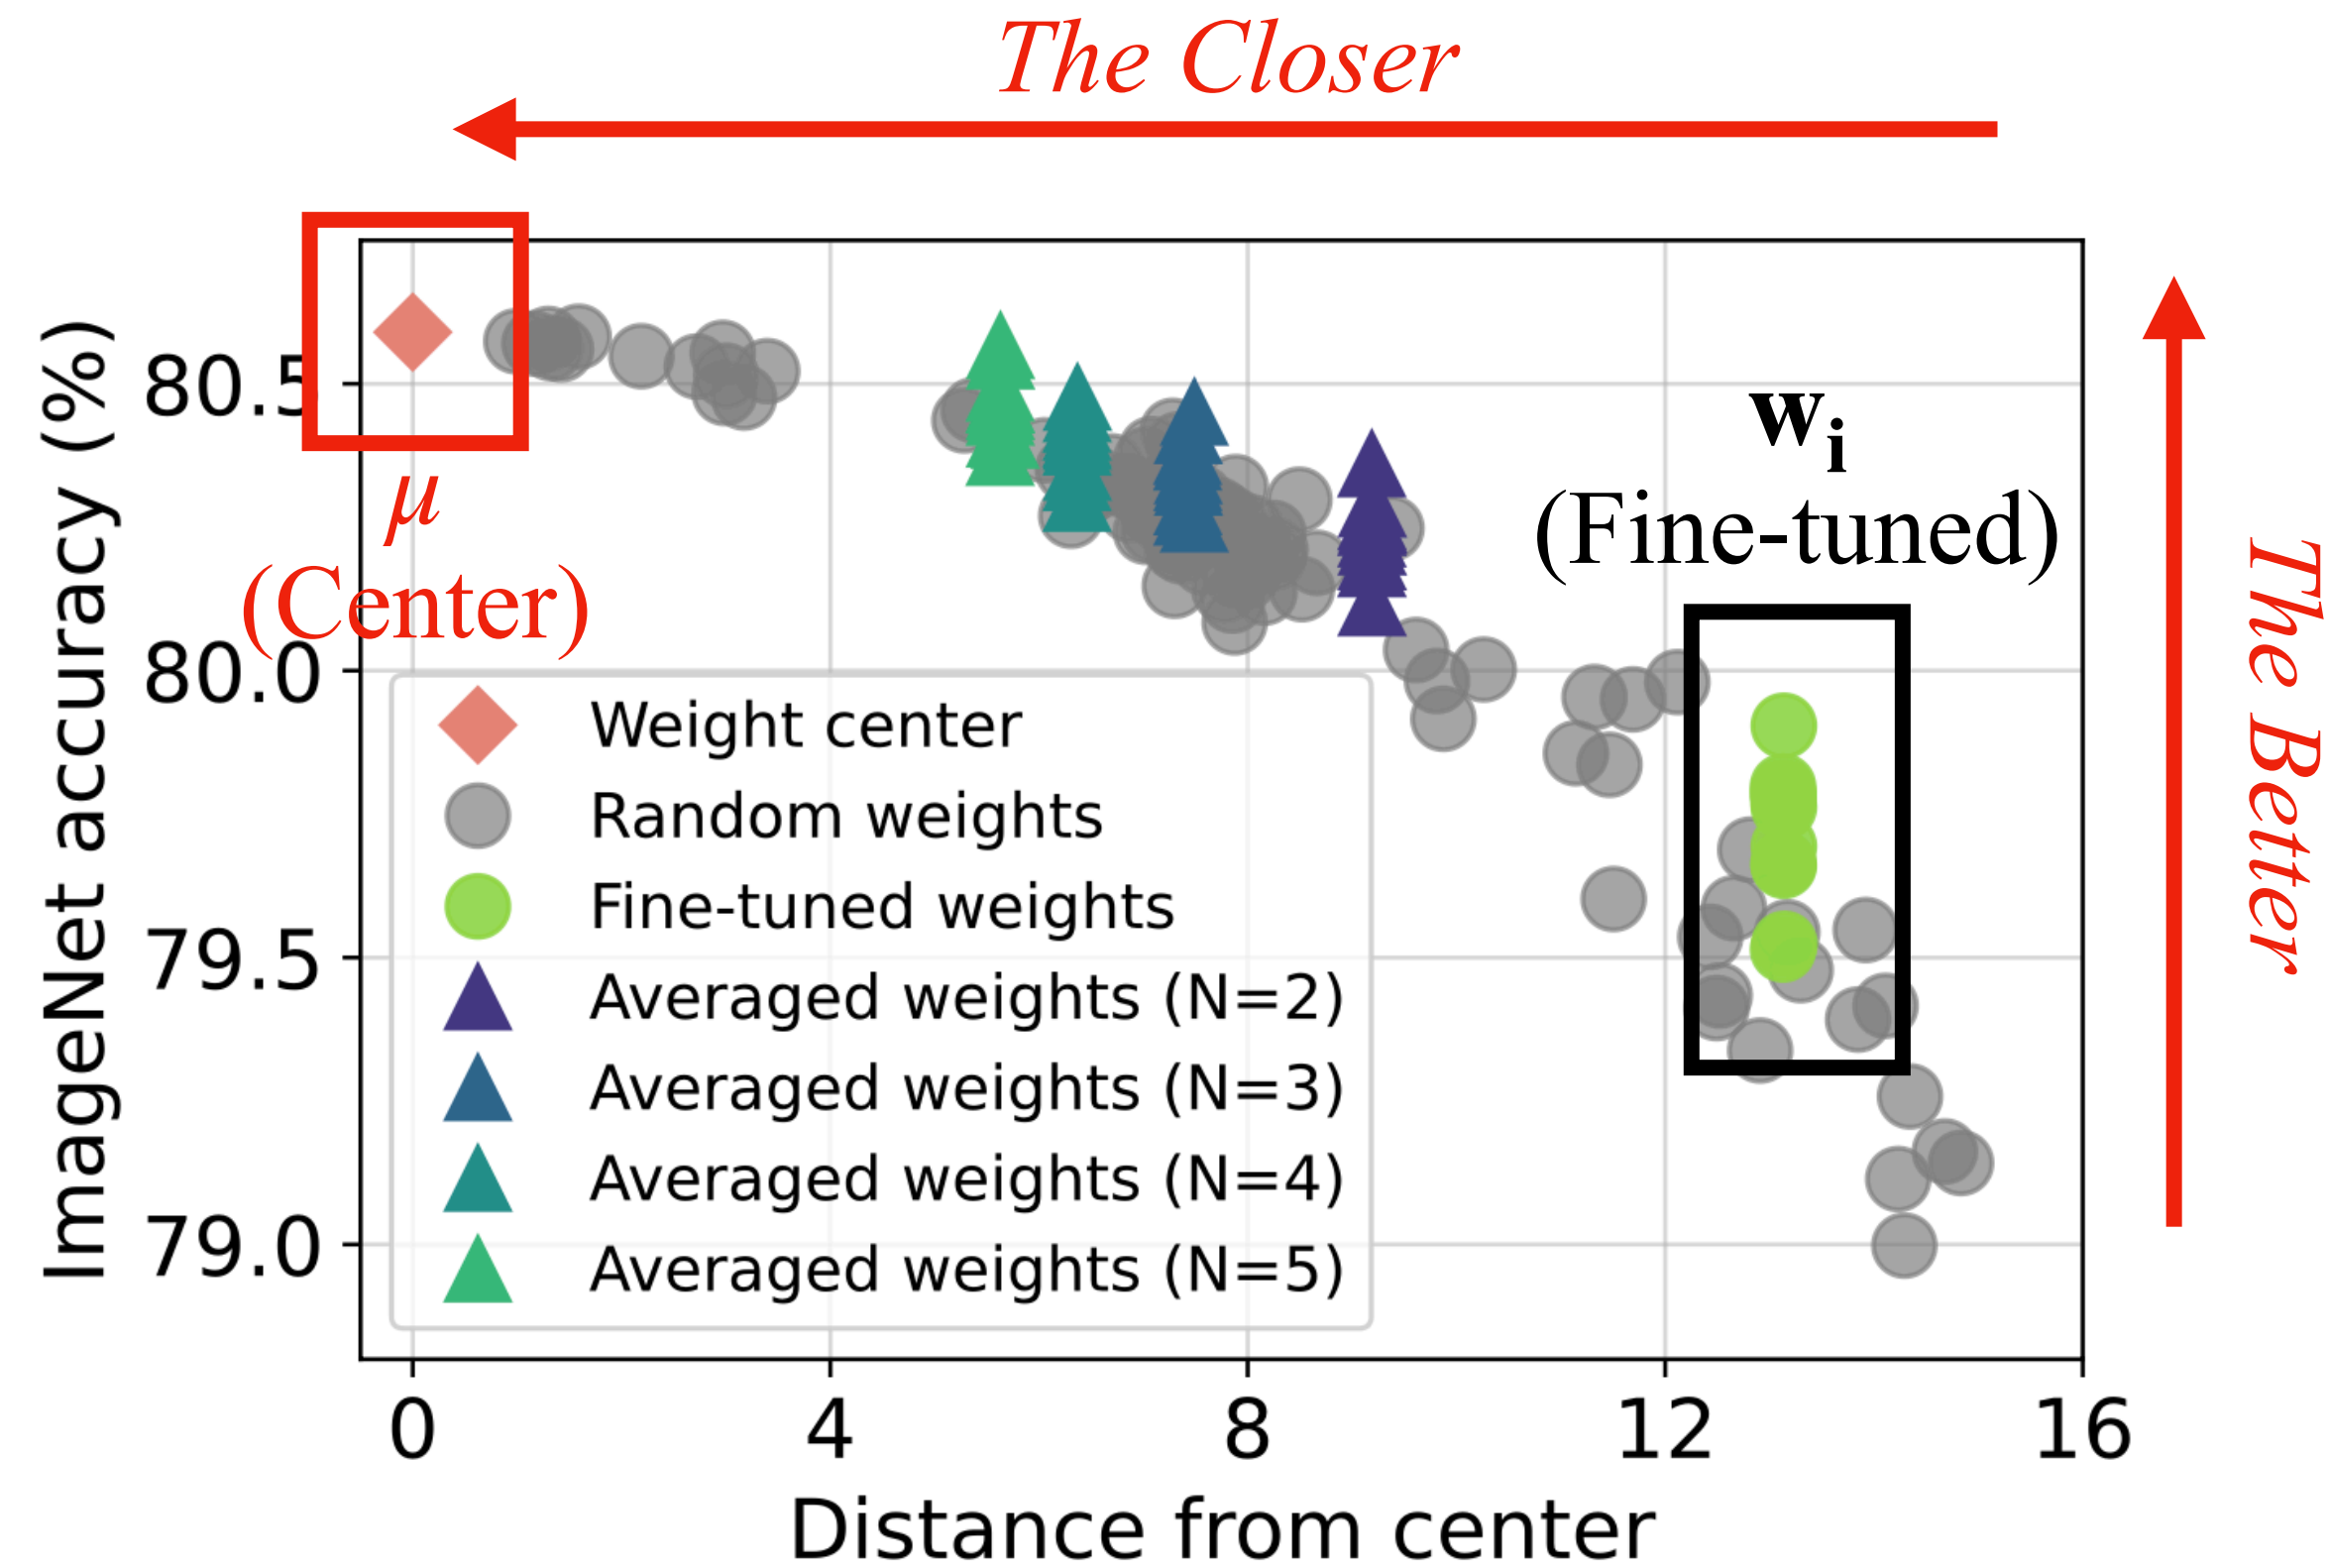 The Closer
80.5
80.0
79.5
79.0
ImageNet accuracy (%)
μ
(Center)
w_i
(Fine-tuned)
The Better
Weight center
Random weights
Fine-tuned weights
Averaged weights (N=2)
Averaged weights (N=3)
Averaged weights (N=4)
Averaged weights (N=5)
0 4 8 12 16
Distance from center